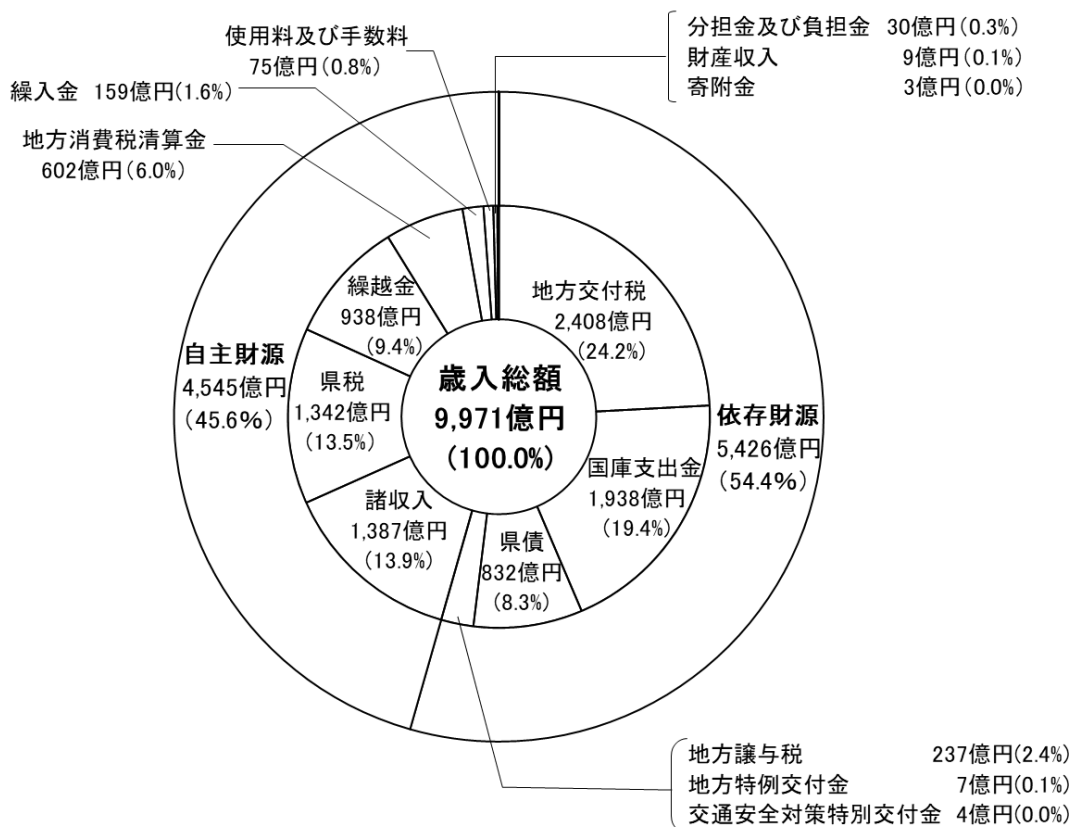 分担金及び負担金 30億円(0.3%)
財産収入 9億円(0.1%)
寄附金 3億円(0.0%)
使用料及び手数料
75億円(0.8%)
繰入金 159億円(1.6%)
地方消費税清算金
602億円(6.0%)
繰越金
938億円
(9.4%)
地方交付税
2,408億円
(24.2%)
自主財源
4,545億円
(45.6%)
県税
1,342億円
(13.5%)
歳入総額
9,971億円
(100.0%)
依存財源
5,426億円
(54.4%)
国庫支出金
1,938億円
(19.4%)
諸収入
1,387億円
(13.9%)
県債
832億円
(8.3%)
地方譲与税 237億円(2.4%)
地方特例交付金 7億円(0.1%)
交通安全対策特別交付金 4億円(0.0%)